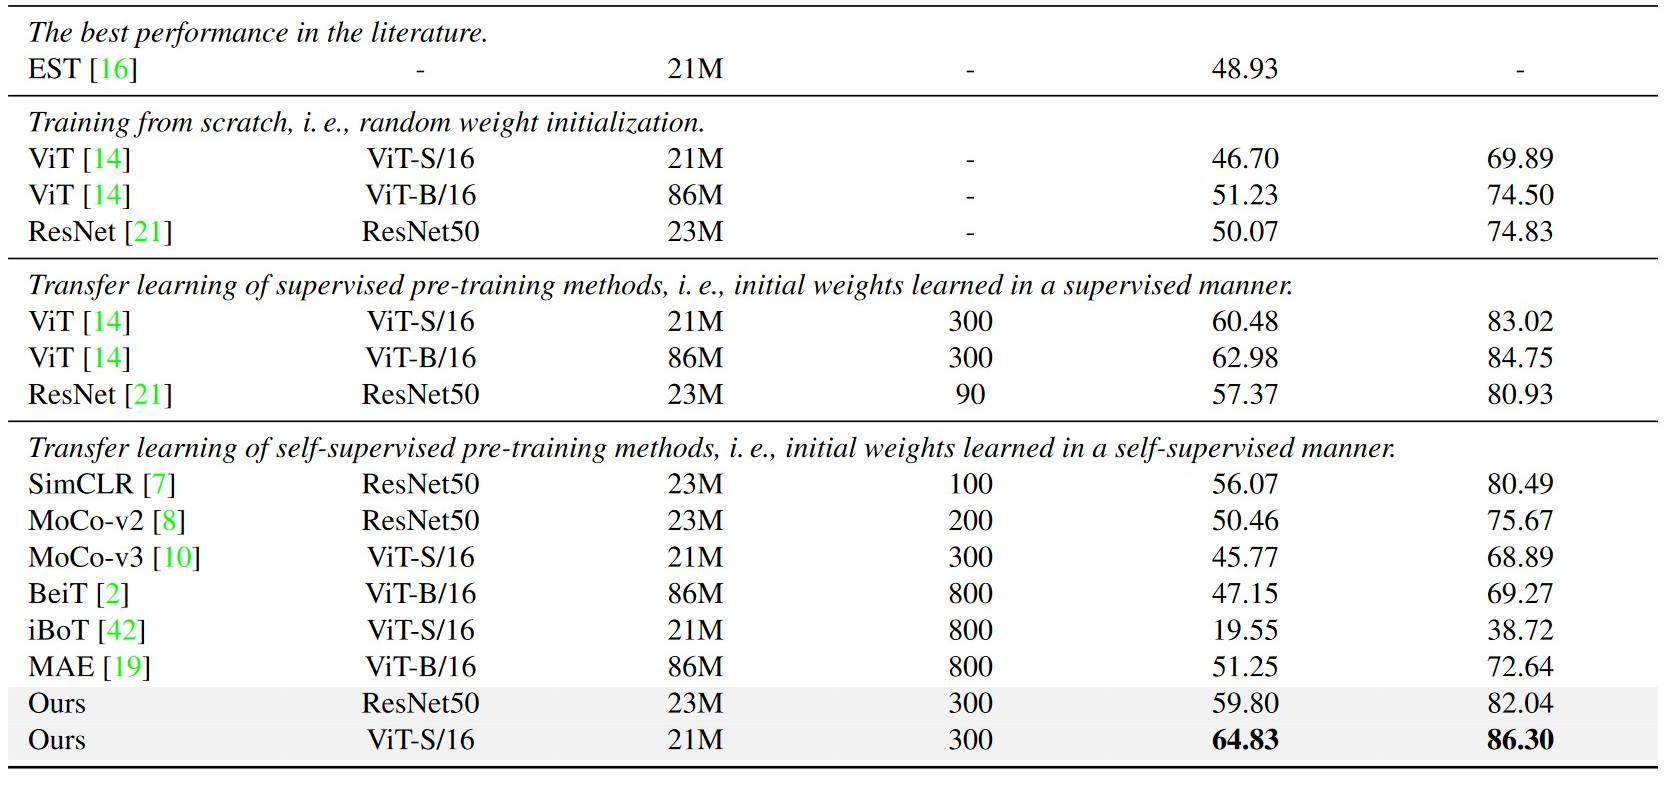 The best performance in the literature.
EST [16] - 21M - 48.93 -
Training from scratch, i. e., random weight initialization.
ViT [14] ViT-S/16 21M - 46.70 69.89
ViT [14] ViT-B/16 86M - 51.23 74.50
ResNet [21] ResNet50 23M - 50.07 74.83
Transfer learning of supervised pre-training methods, i. e., initial weights learned in a supervised manner.
ViT [14] ViT-S/16 21M 300 60.48 83.02
ViT [14] ViT-B/16 86M 300 62.98 84.75
ResNet [21] ResNet50 23M 90 57.37 80.93
Transfer learning of self-supervised pre-training methods, i. e., initial weights learned in a self-supervised manner.
SimCLR [7] ResNet50 23M 100 56.07 80.49
MoCo-v2 [8] ResNet50 23M 200 50.46 75.67
MoCo-v3 [10] ViT-S/16 21M 300 45.77 68.89
BeiT [2] ViT-B/16 86M 800 47.15 69.27
iBoT [42] ViT-S/16 21M 800 19.55 38.72
MAE [19] ViT-B/16 86M 800 51.25 72.64
Ours ResNet50 23M 300 59.80 82.04
Ours ViT-S/16 21M 300 64.83 86.30